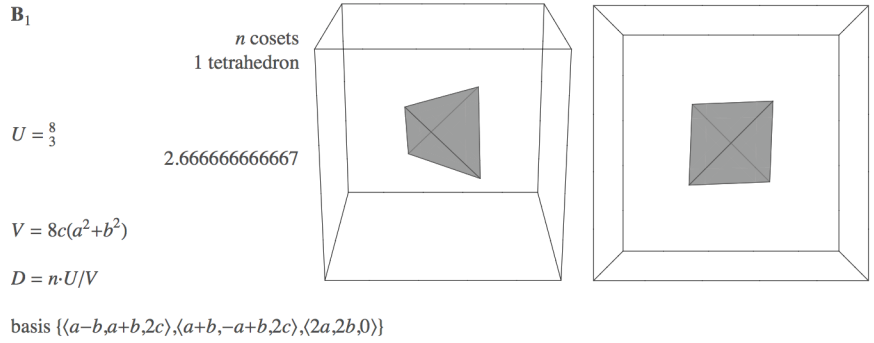 B₁
n cosets
1 tetrahedron
U = 8/3
2.666666666667
V = 8c(a²+b²)
D = n·U/V
basis {⟨a−b,a+b,2c⟩,⟨a+b,−a+b,2c⟩,⟨2a,2b,0⟩}